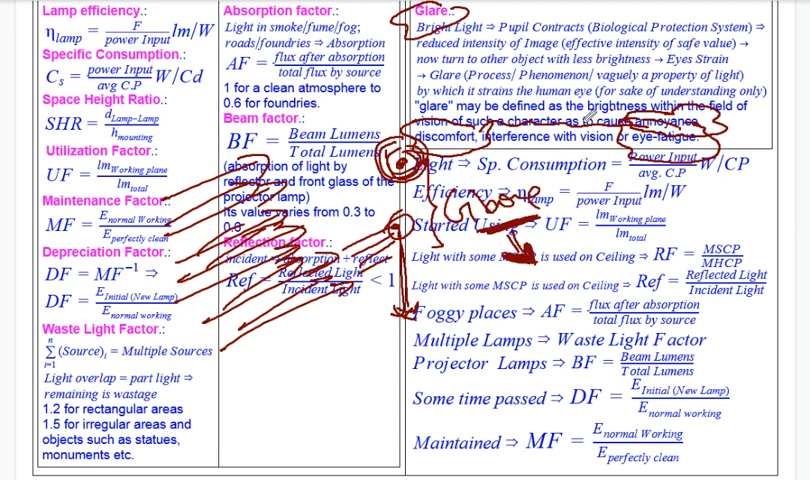 Lamp efficiency.:
η_lamp = F / power Input lm/W
Specific Consumption.:
C_s = power Input / avg C.P W/Cd
Space Height Ratio.:
SHR = d_Lamp−Lamp / h_mounting
Utilization Factor.:
UF = lm_Working plane / lm_total
Maintenance Factor.:
MF = E_normal Working / E_perfectly clean
Depreciation Factor.:
DF = MF⁻¹ ⇒
DF = E_Initial (New Lamp) / E_normal working
Waste Light Factor.:
∑_{i=1}^{n} (Source)_i = Multiple Sources
Light overlap = part light ⇒
remaining is wastage
1.2 for rectangular areas
1.5 for irregular areas and
objects such as statues,
monuments etc.
Absorption factor.:
Light in smoke/fume/fog;
roads/foundries ⇒ Absorption
AF = flux after absorption / total flux by source
1 for a clean atmosphere to
0.6 for foundries.
Beam factor.:
BF = Beam Lumens / Total Lumens
(absorption of light by
reflector and front glass of the
projector lamp)
Its value varies from 0.3 to
Reflection factor.:
incident ⇒ absorption + reflect
Ref = Reflected Light / Incident Light < 1
Glare.:
Bright Light ⇒ Pupil Contracts (Biological Protection System) ⇒
reduced intensity of Image (effective intensity of safe value) →
now turn to other object with less brightness → Eyes Strain
→ Glare (Process/ Phenomenon/ vaguely a property of light)
by which it strains the human eye (for sake of understanding only)
"glare" may be defined as the brightness within the field of
vision of such a character as to cause annoyance
discomfort, interference with vision or eye-fatigue.
Light ⇒ Sp. Consumption = Power Input / avg. C.P W/CP
Efficiency ⇒ η_lamp = F / power Input lm/W
Started Using ⇒ UF = lm_Working plane / lm_total
Light with some is used on Ceiling ⇒ RF = MSCP / MHCP
Light with some MSCP is used on Ceiling ⇒ Ref = Reflected Light / Incident Light
Foggy places ⇒ AF = flux after absorption / total flux by source
Multiple Lamps ⇒ Waste Light Factor
Projector Lamps ⇒ BF = Beam Lumens / Total Lumens
Some time passed ⇒ DF = E_Initial (New Lamp) / E_normal working
Maintained ⇒ MF = E_normal Working / E_perfectly clean